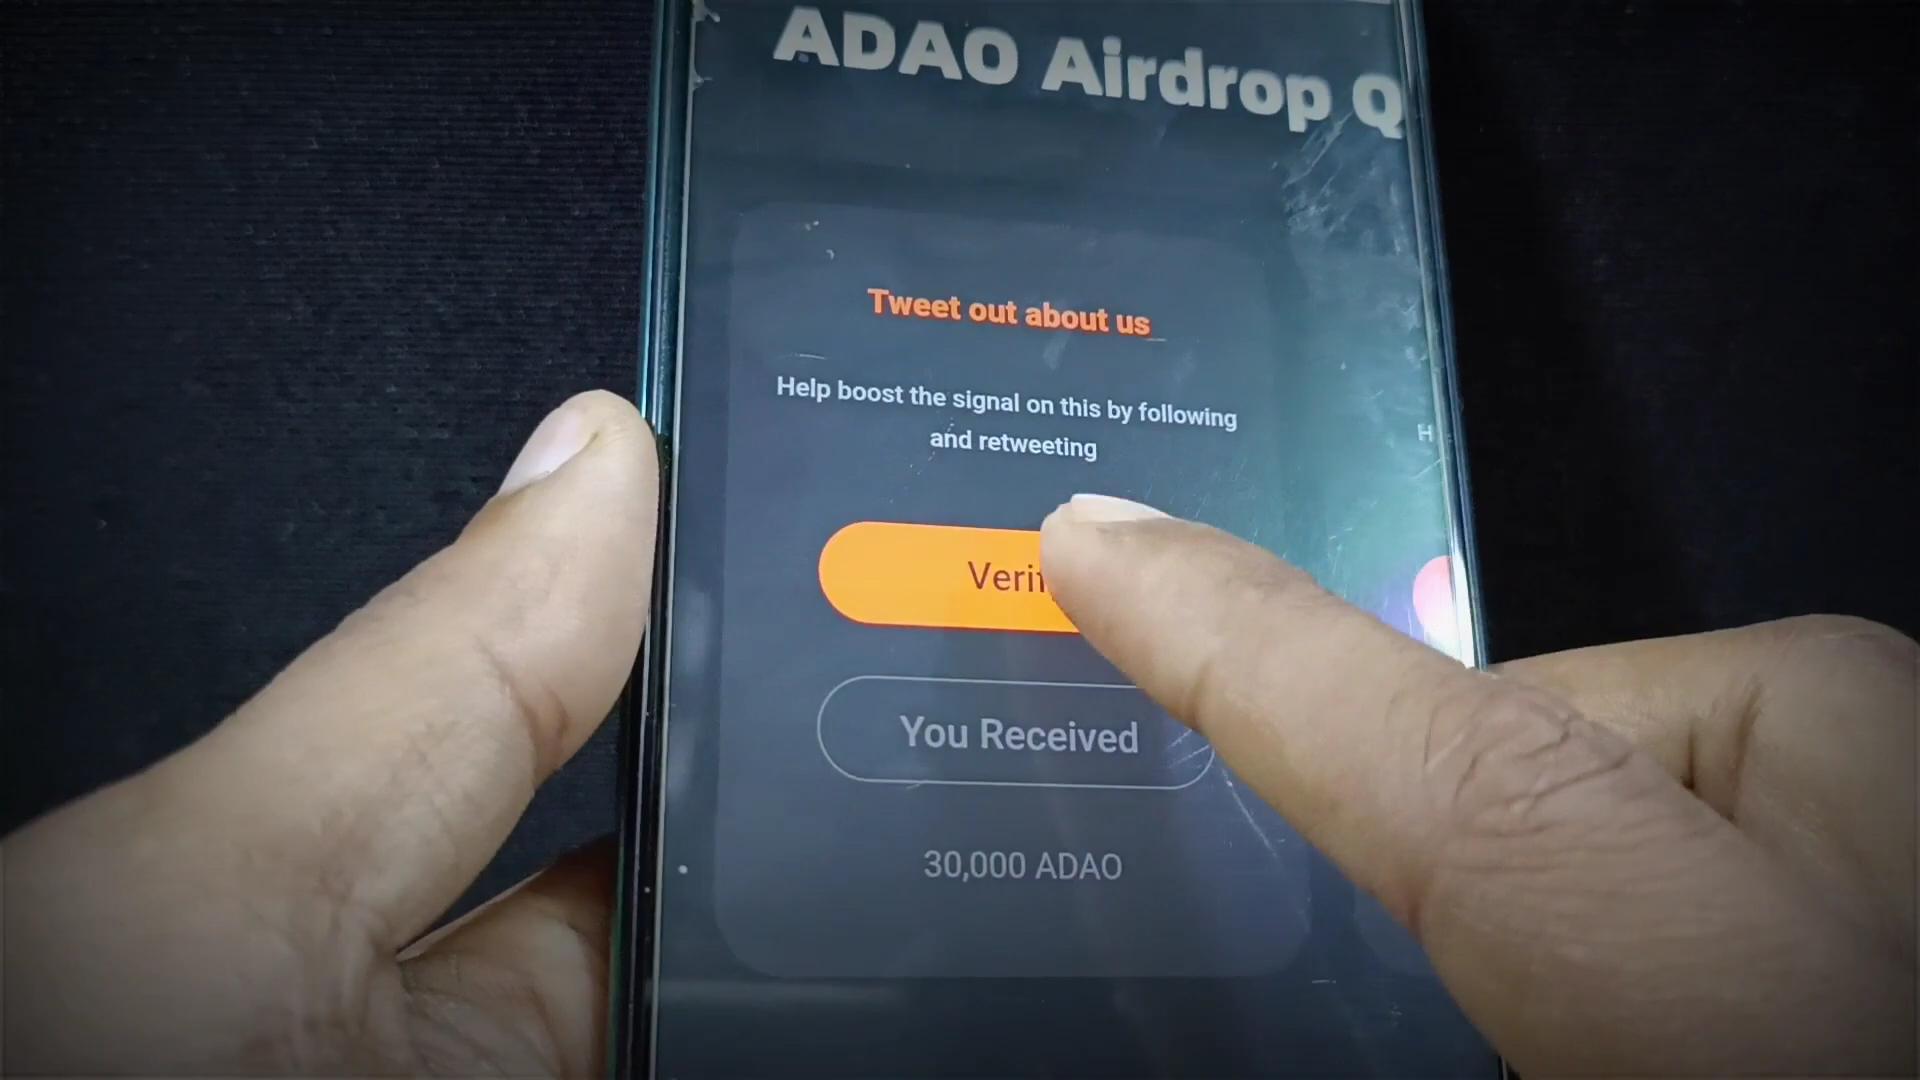 ADAO Airdrop Q
Tweet out about us
Help boost the signal on this by following
and retweeting
H
Verif
You Received
30,000 ADAO